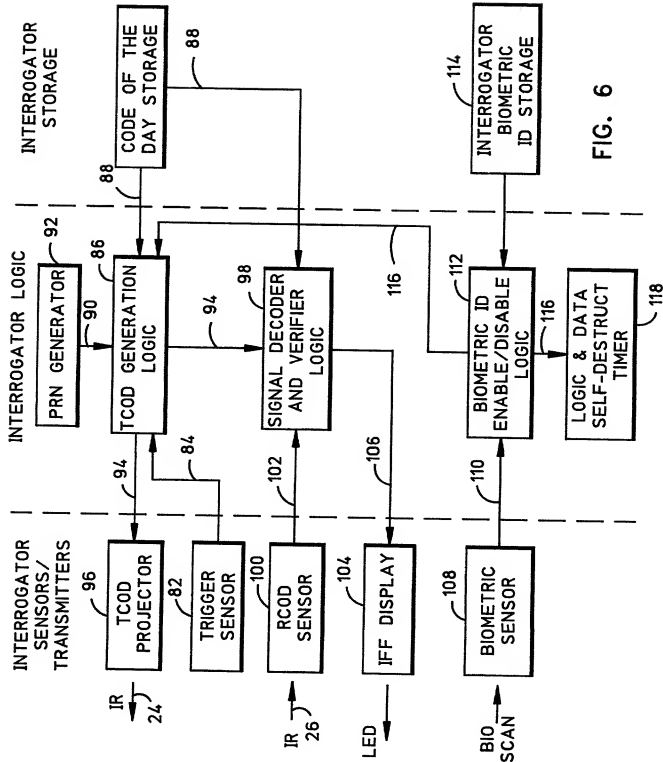 INTERROGATOR
SENSORS/
TRANSMITTERS
INTERROGATOR LOGIC
INTERROGATOR
STORAGE
PRN GENERATOR
92
90
IR
24
TCOD
PROJECTOR
96
94
TCOD GENERATION
LOGIC
86
88
CODE OF THE
DAY STORAGE
88
TRIGGER
SENSOR
82
84
94
IR
26
RCOD
SENSOR
100
102
SIGNAL DECODER
AND VERIFIER
LOGIC
98
LED
IFF DISPLAY
104
106
116
BIO
SCAN
BIOMETRIC
SENSOR
108
110
BIOMETRIC ID
ENABLE/DISABLE
LOGIC
112
INTERROGATOR
BIOMETRIC
ID STORAGE
114
116
LOGIC & DATA
SELF-DESTRUCT
TIMER
118
FIG. 6